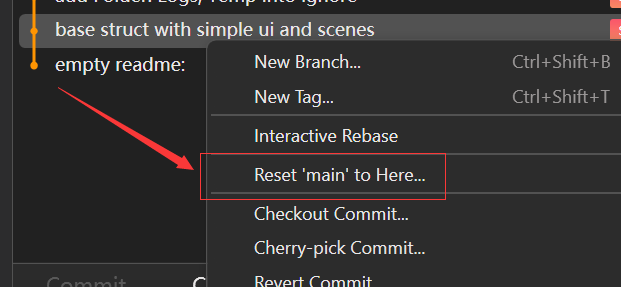 add Folder: Logs, Temp into ignore
base struct with simple ui and scenes
empty readme:
New Branch... Ctrl+Shift+B
New Tag... Ctrl+Shift+T
Interactive Rebase
Reset 'main' to Here...
Checkout Commit...
Cherry-pick Commit...
Revert Commit
Commit